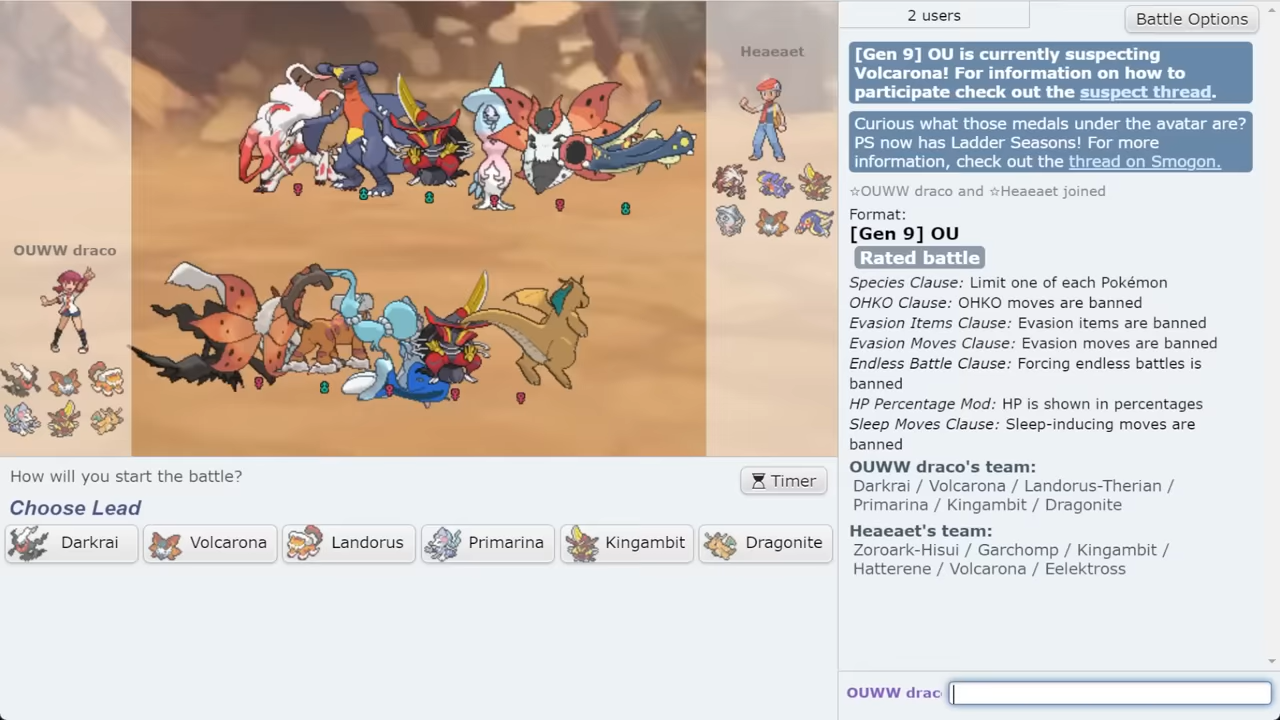 Heaeaet
OUWW draco
How will you start the battle?
Timer
Choose Lead
Darkrai
Volcarona
Landorus
Primarina
Kingambit
Dragonite
2 users
Battle Options
[Gen 9] OU is currently suspecting
Volcarona! For information on how to
participate check out the suspect thread.
Curious what those medals under the avatar are?
PS now has Ladder Seasons! For more
information, check out the thread on Smogon.
☆OUWW draco and ☆Heaeaet joined
Format:
[Gen 9] OU
Rated battle
Species Clause: Limit one of each Pokémon
OHKO Clause: OHKO moves are banned
Evasion Items Clause: Evasion items are banned
Evasion Moves Clause: Evasion moves are banned
Endless Battle Clause: Forcing endless battles is
banned
HP Percentage Mod: HP is shown in percentages
Sleep Moves Clause: Sleep-inducing moves are
banned
OUWW draco's team:
Darkrai / Volcarona / Landorus-Therian /
Primarina / Kingambit / Dragonite
Heaeaet's team:
Zoroark-Hisui / Garchomp / Kingambit /
Hatterene / Volcarona / Eelektross
OUWW drac